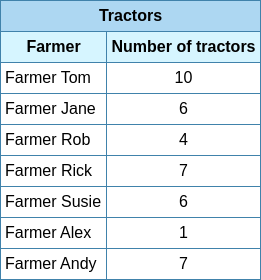 Tractors
Farmer Number of tractors
Farmer Tom 10
Farmer Jane 6
Farmer Rob 4
Farmer Rick 7
Farmer Susie 6
Farmer Alex 1
Farmer Andy 7